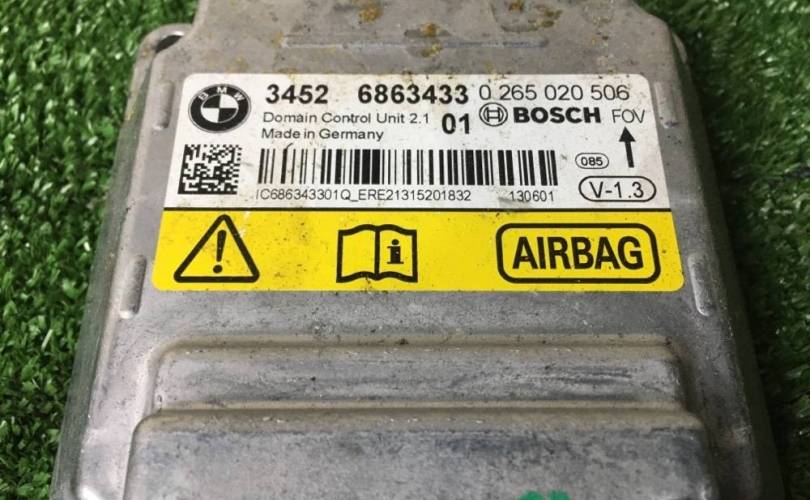 BMW
3452 6863433 0 265 020 506
Domain Control Unit 2.1 01 BOSCH FOV
Made in Germany
085
V-1.3
IC686343301Q_ERE21315201832 130601
i
AIRBAG